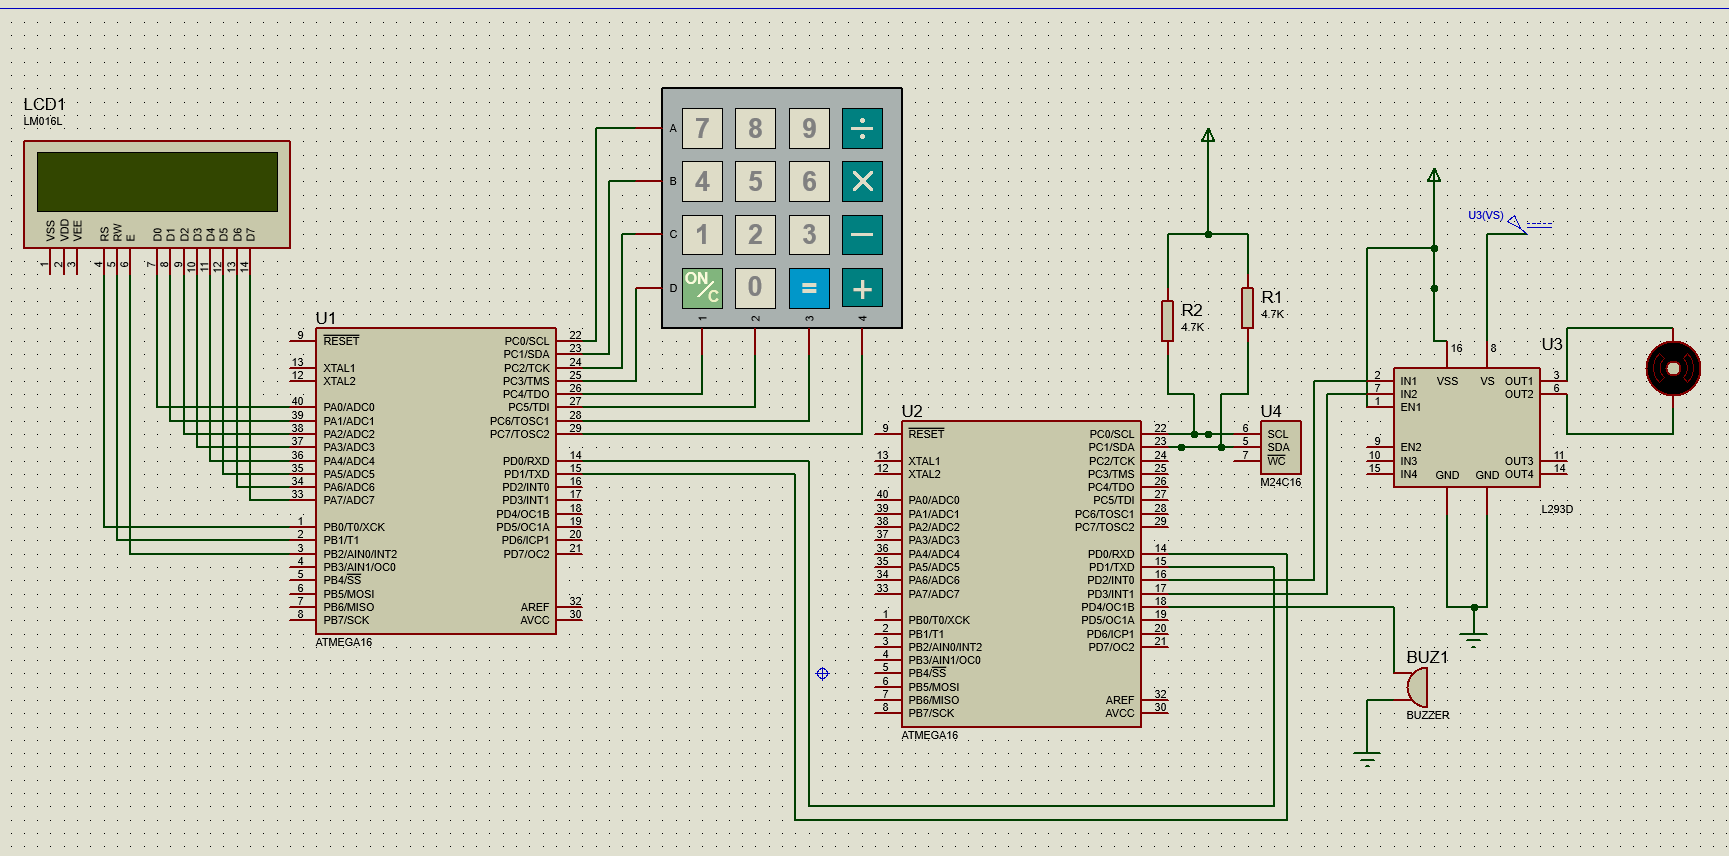 LCD1
LM016L
VSS
VDD
VEE
RS
RW
E
D0
D1
D2
D3
D4
D5
D6
D7
1
2
3
4
5
6
7
8
9
10
11
12
13
14
A
B
C
D
7 8 9 ÷
4 5 6 ×
1 2 3 −
ON/C 0 = +
1 2 3 4
U1
9 RESET PC0/SCL 22
PC1/SDA 23
13 XTAL1 PC2/TCK 24
12 XTAL2 PC3/TMS 25
PC4/TDO 26
40 PA0/ADC0 PC5/TDI 27
39 PA1/ADC1 PC6/TOSC1 28
38 PA2/ADC2 PC7/TOSC2 29
37 PA3/ADC3
36 PA4/ADC4 PD0/RXD 14
35 PA5/ADC5 PD1/TXD 15
34 PA6/ADC6 PD2/INT0 16
33 PA7/ADC7 PD3/INT1 17
PD4/OC1B 18
1 PB0/T0/XCK PD5/OC1A 19
2 PB1/T1 PD6/ICP1 20
3 PB2/AIN0/INT2 PD7/OC2 21
4 PB3/AIN1/OC0
5 PB4/SS
6 PB5/MOSI
7 PB6/MISO AREF 32
8 PB7/SCK AVCC 30
ATMEGA16
U2
9 RESET PC0/SCL 22
PC1/SDA 23
13 XTAL1 PC2/TCK 24
12 XTAL2 PC3/TMS 25
PC4/TDO 26
40 PA0/ADC0 PC5/TDI 27
39 PA1/ADC1 PC6/TOSC1 28
38 PA2/ADC2 PC7/TOSC2 29
37 PA3/ADC3
36 PA4/ADC4 PD0/RXD 14
35 PA5/ADC5 PD1/TXD 15
34 PA6/ADC6 PD2/INT0 16
33 PA7/ADC7 PD3/INT1 17
PD4/OC1B 18
1 PB0/T0/XCK PD5/OC1A 19
2 PB1/T1 PD6/ICP1 20
3 PB2/AIN0/INT2 PD7/OC2 21
4 PB3/AIN1/OC0
5 PB4/SS
6 PB5/MOSI
7 PB6/MISO AREF 32
8 PB7/SCK AVCC 30
ATMEGA16
R2
4.7K
R1
4.7K
U4
6 SCL
5 SDA
7 WC
M24C16
U3(VS)
U3
16 8
2 IN1 VSS VS OUT1 3
7 IN2 OUT2 6
1 EN1
9 EN2
10 IN3 OUT3 11
15 IN4 GND GND OUT4 14
L293D
BUZ1
BUZZER